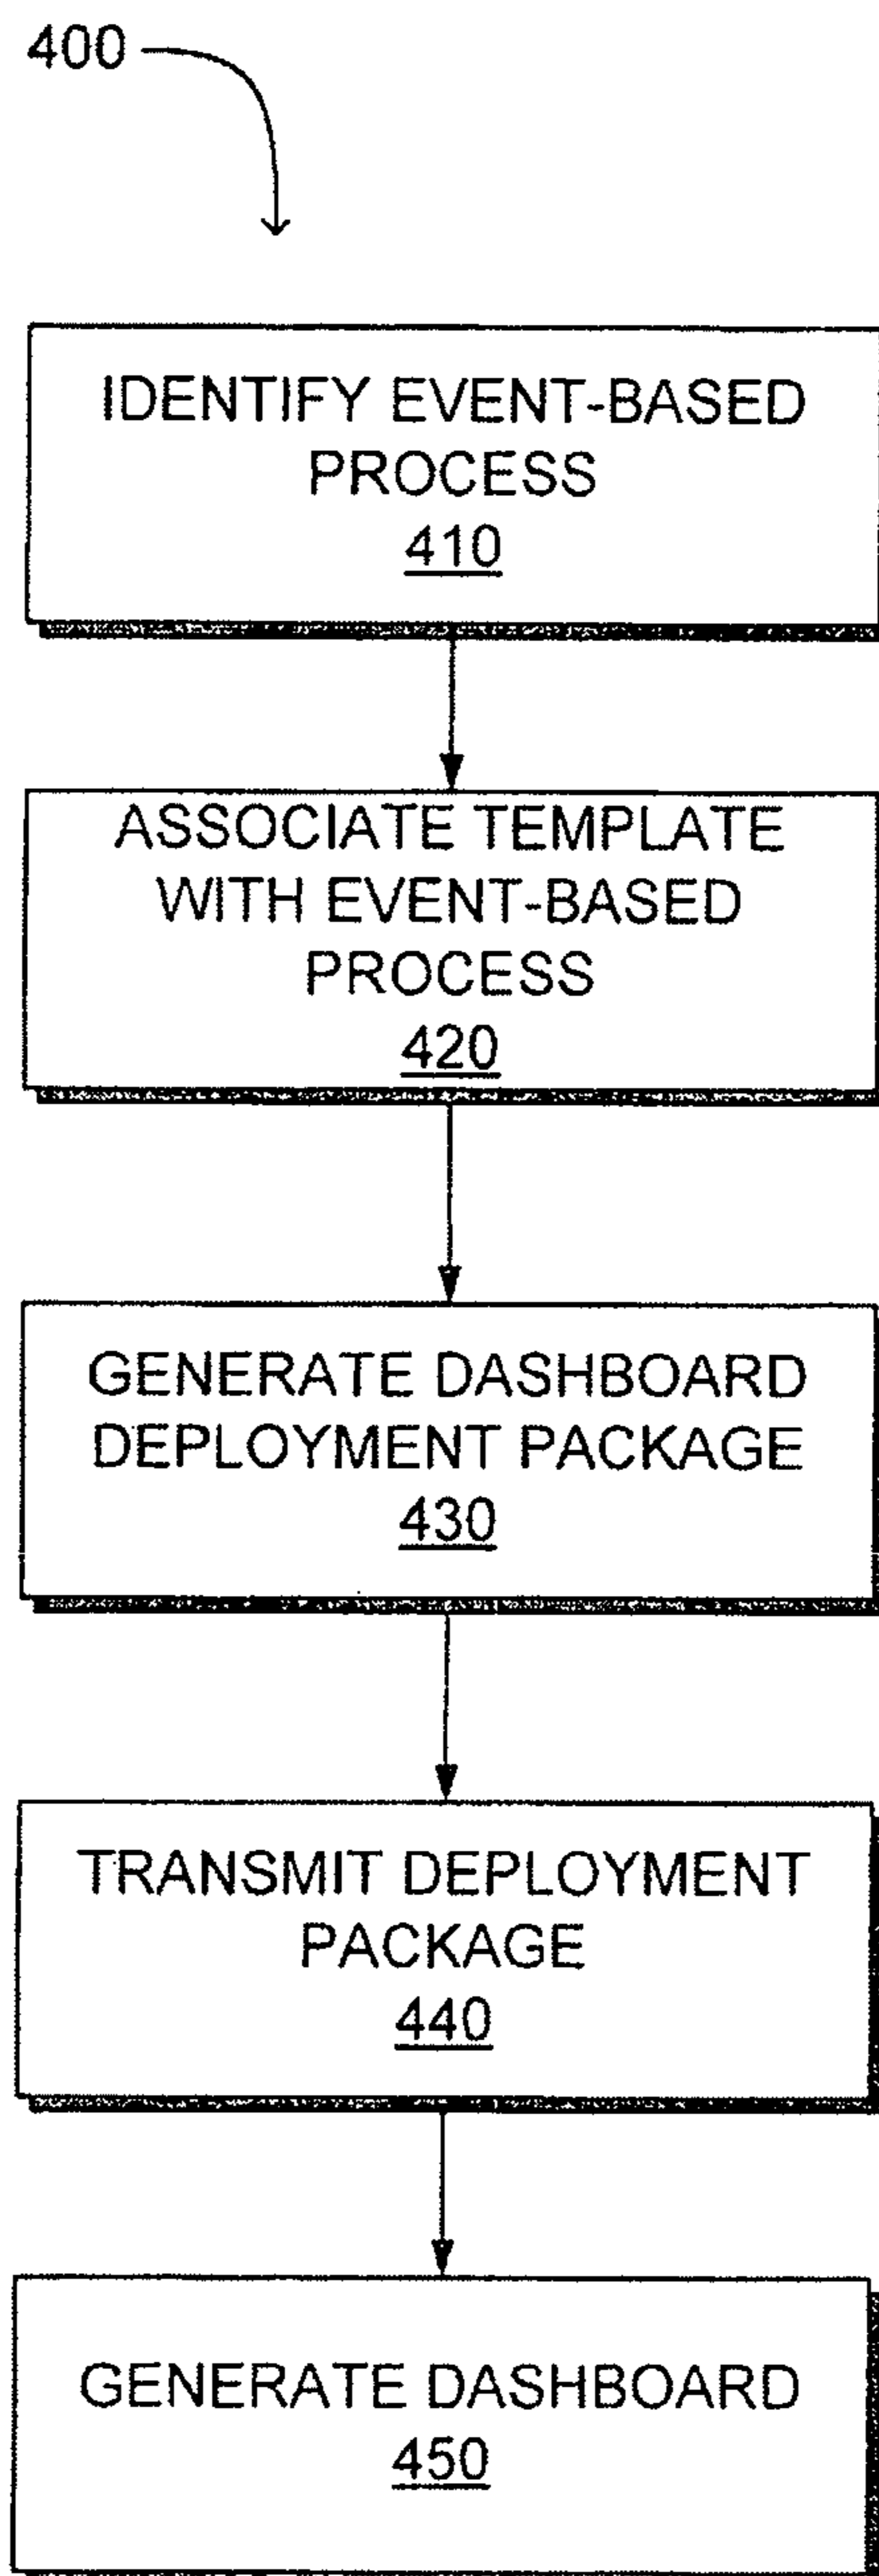 400
IDENTIFY EVENT-BASED
PROCESS
410
ASSOCIATE TEMPLATE
WITH EVENT-BASED
PROCESS
420
GENERATE DASHBOARD
DEPLOYMENT PACKAGE
430
TRANSMIT DEPLOYMENT
PACKAGE
440
GENERATE DASHBOARD
450